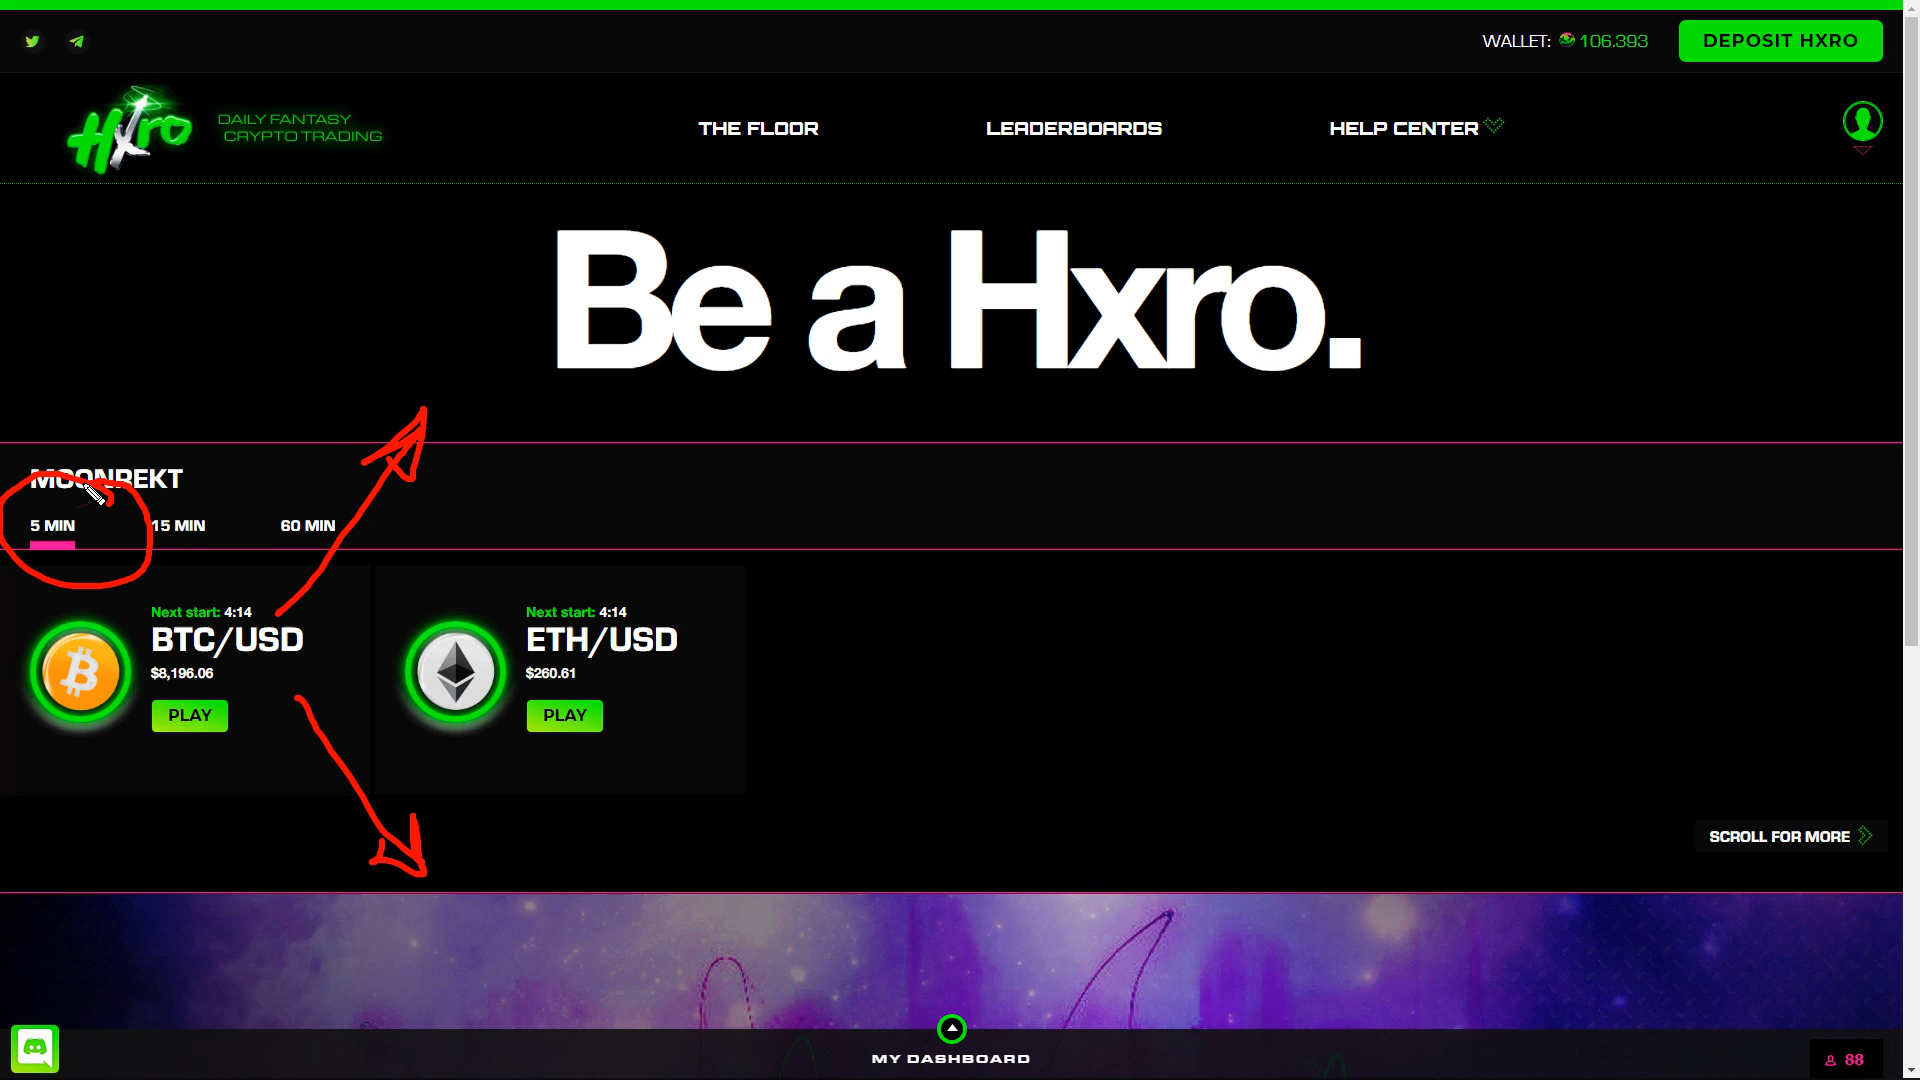 WALLET: 106.393
DEPOSIT HXRO
Hxro
DAILY FANTASY
CRYPTO TRADING
THE FLOOR
LEADERBOARDS
HELP CENTER
Be a Hxro.
MOONREKT
5 MIN
15 MIN
60 MIN
Next start: 4:14
BTC/USD
$8,196.06
PLAY
Next start: 4:14
ETH/USD
$260.61
PLAY
SCROLL FOR MORE
MY DASHBOARD
88